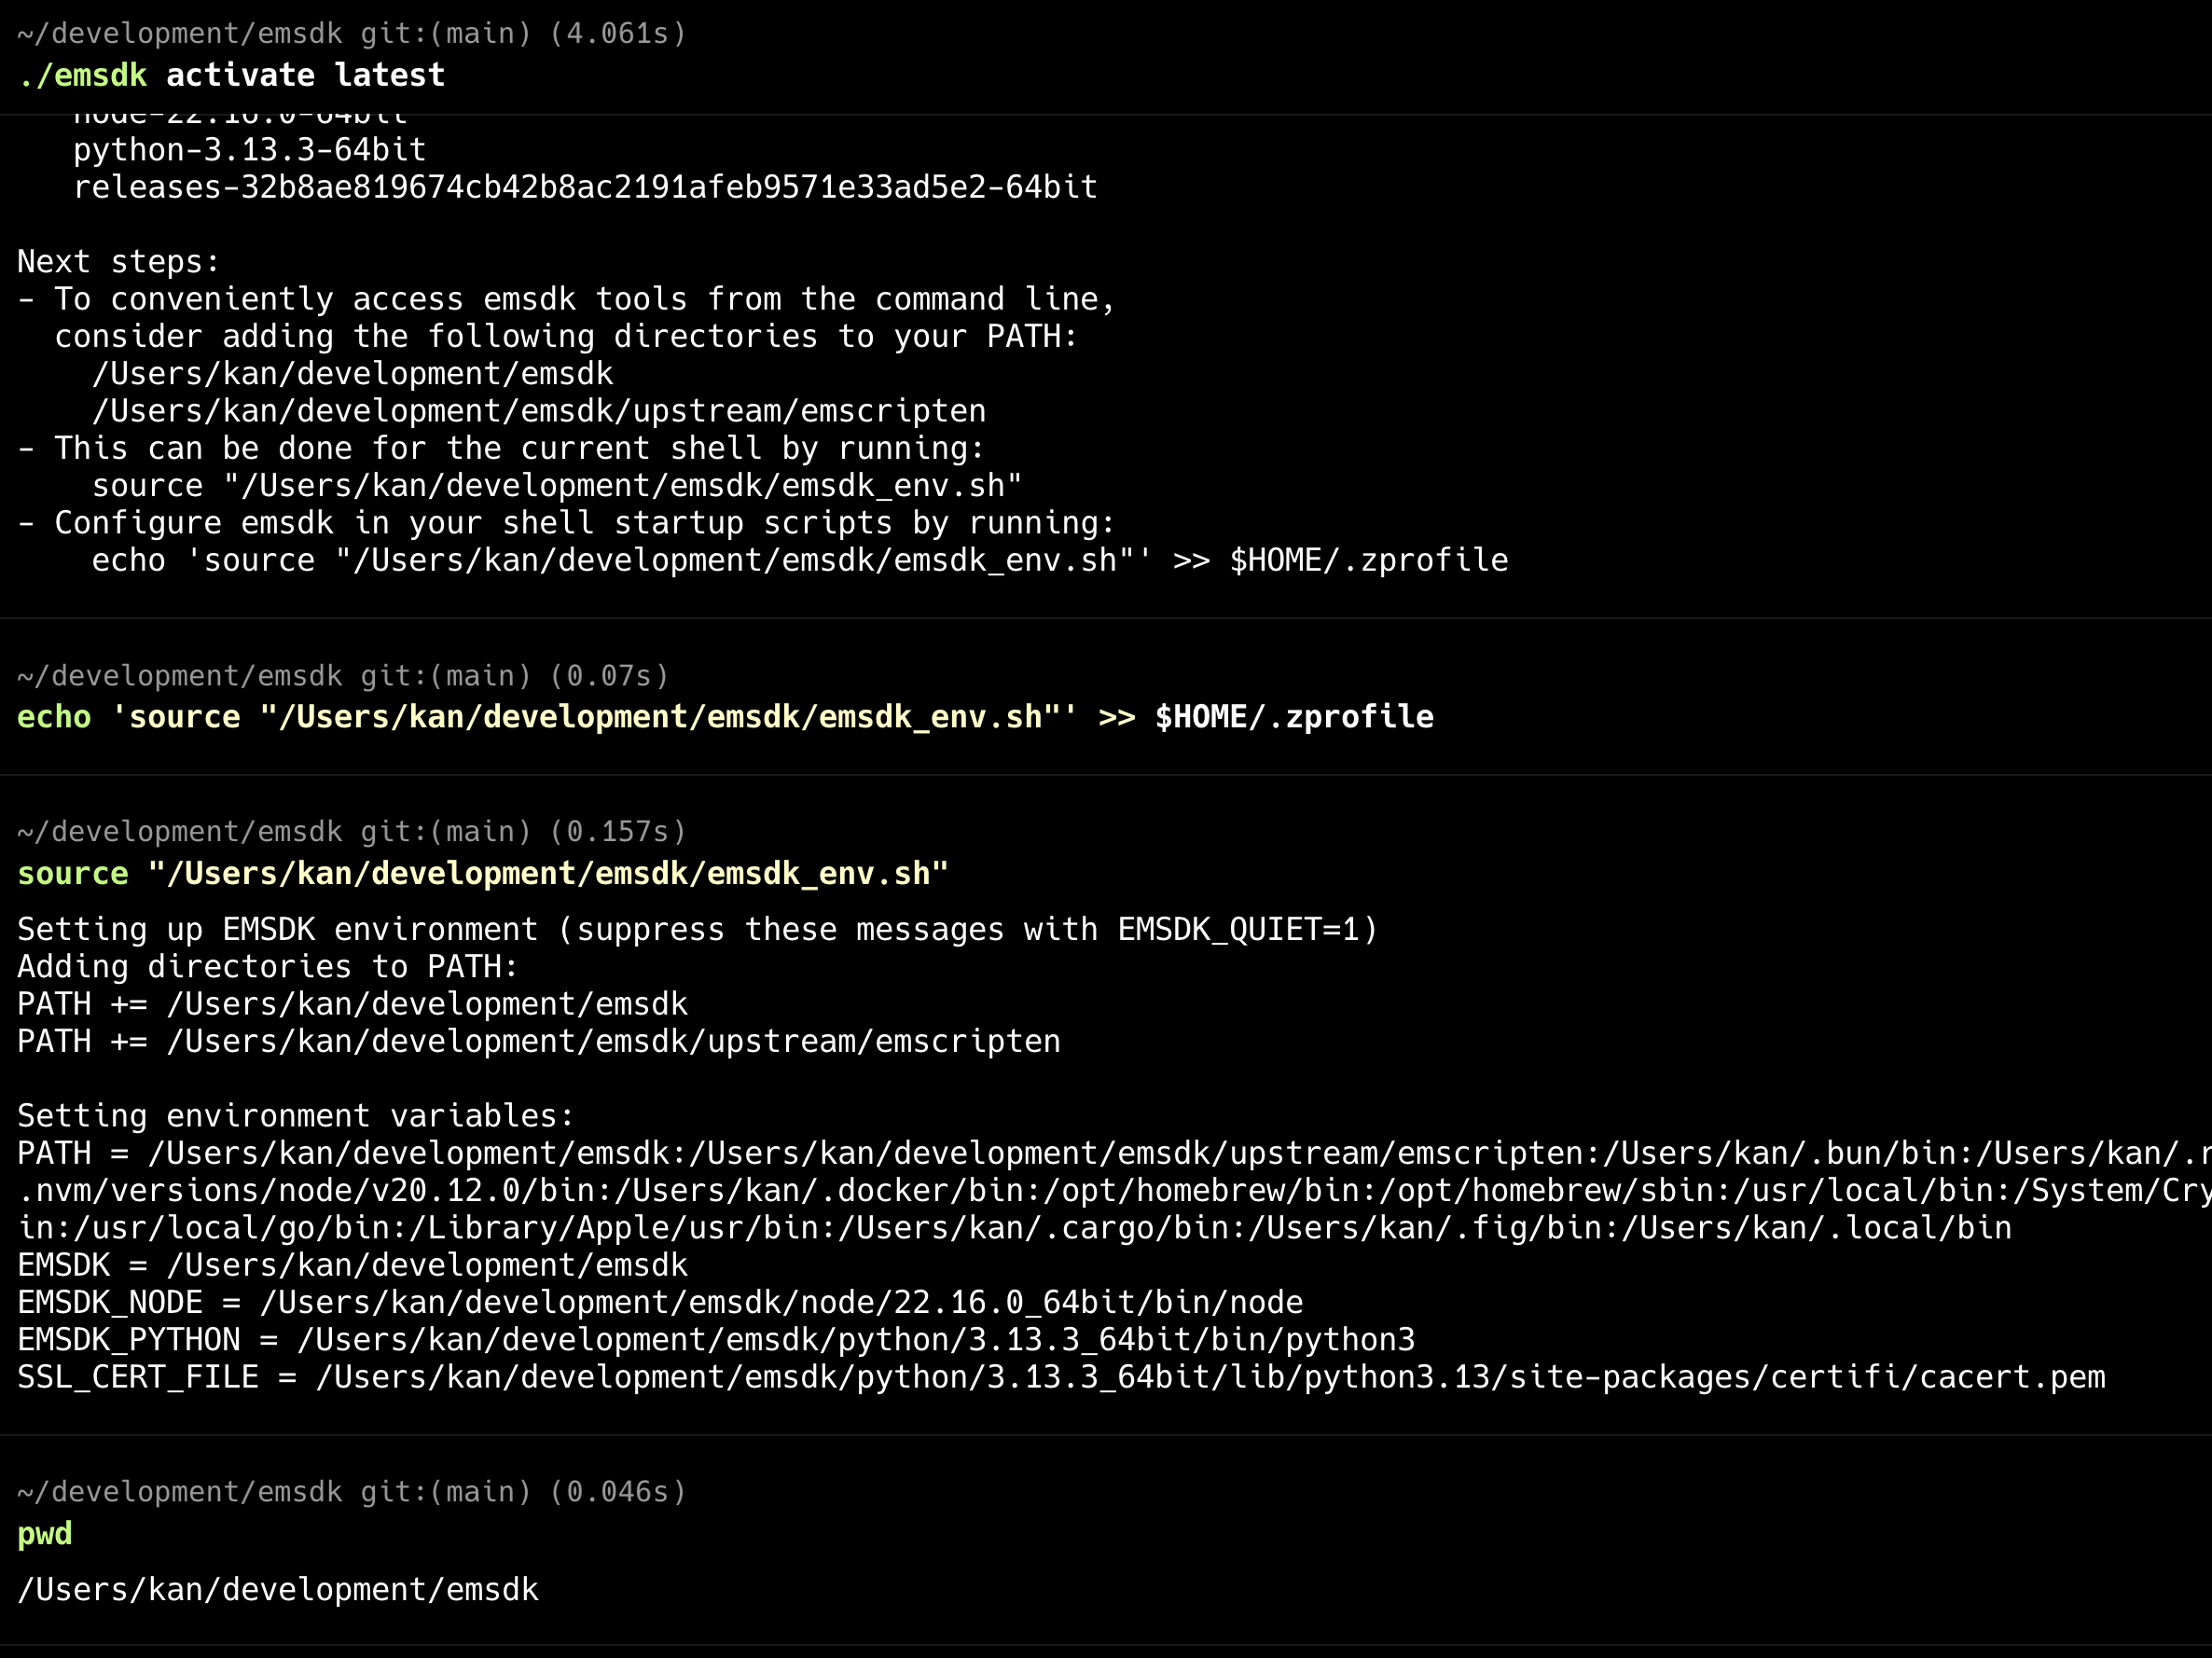 ~/development/emsdk git:(main) (4.061s)
./emsdk activate latest
node-22.16.0-64bit
python-3.13.3-64bit
releases-32b8ae819674cb42b8ac2191afeb9571e33ad5e2-64bit
Next steps:
- To conveniently access emsdk tools from the command line,
consider adding the following directories to your PATH:
/Users/kan/development/emsdk
/Users/kan/development/emsdk/upstream/emscripten
- This can be done for the current shell by running:
source "/Users/kan/development/emsdk/emsdk_env.sh"
- Configure emsdk in your shell startup scripts by running:
echo 'source "/Users/kan/development/emsdk/emsdk_env.sh"' >> $HOME/.zprofile
~/development/emsdk git:(main) (0.07s)
echo 'source "/Users/kan/development/emsdk/emsdk_env.sh"' >> $HOME/.zprofile
~/development/emsdk git:(main) (0.157s)
source "/Users/kan/development/emsdk/emsdk_env.sh"
Setting up EMSDK environment (suppress these messages with EMSDK_QUIET=1)
Adding directories to PATH:
PATH += /Users/kan/development/emsdk
PATH += /Users/kan/development/emsdk/upstream/emscripten
Setting environment variables:
PATH = /Users/kan/development/emsdk:/Users/kan/development/emsdk/upstream/emscripten:/Users/kan/.bun/bin:/Users/kan/.
.nvm/versions/node/v20.12.0/bin:/Users/kan/.docker/bin:/opt/homebrew/bin:/opt/homebrew/sbin:/usr/local/bin:/System/Cry
in:/usr/local/go/bin:/Library/Apple/usr/bin:/Users/kan/.cargo/bin:/Users/kan/.fig/bin:/Users/kan/.local/bin
EMSDK = /Users/kan/development/emsdk
EMSDK_NODE = /Users/kan/development/emsdk/node/22.16.0_64bit/bin/node
EMSDK_PYTHON = /Users/kan/development/emsdk/python/3.13.3_64bit/bin/python3
SSL_CERT_FILE = /Users/kan/development/emsdk/python/3.13.3_64bit/lib/python3.13/site-packages/certifi/cacert.pem
~/development/emsdk git:(main) (0.046s)
pwd
/Users/kan/development/emsdk